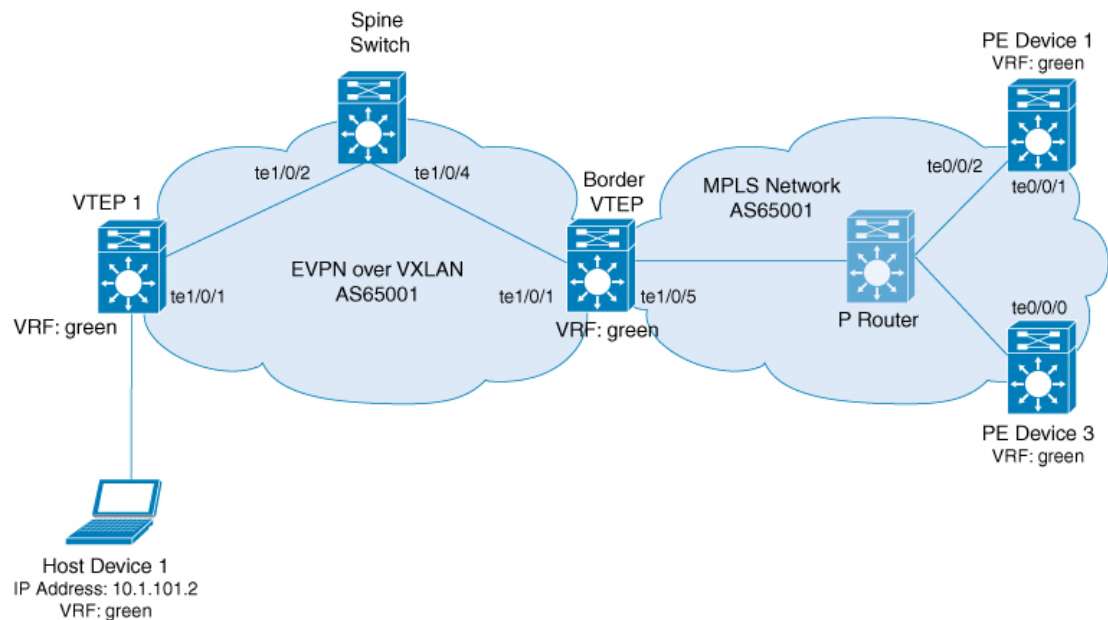 Spine
Switch
PE Device 1
VRF: green
te1/0/2
te1/0/4
te0/0/2
te0/0/1
VTEP 1
Border
VTEP
MPLS Network
AS65001
EVPN over VXLAN
AS65001
te1/0/1
te1/0/1
te1/0/5
te0/0/0
VRF: green
VRF: green
P Router
PE Device 3
VRF: green
Host Device 1
IP Address: 10.1.101.2
VRF: green